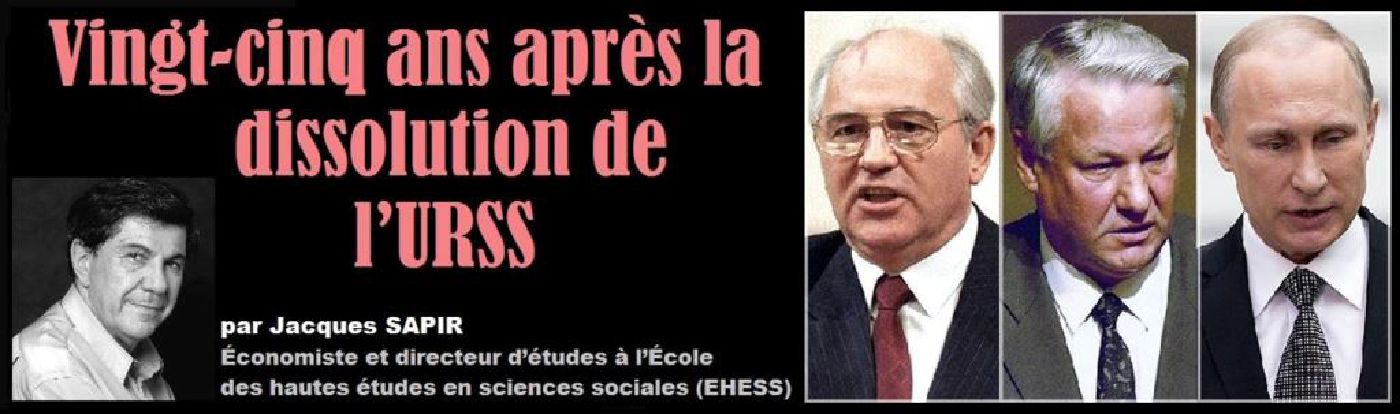 Vingt-cinq ans après la
dissolution de
l’URSS
par Jacques SAPIR
Économiste et directeur d’études à l’École
des hautes études en sciences sociales (EHESS)